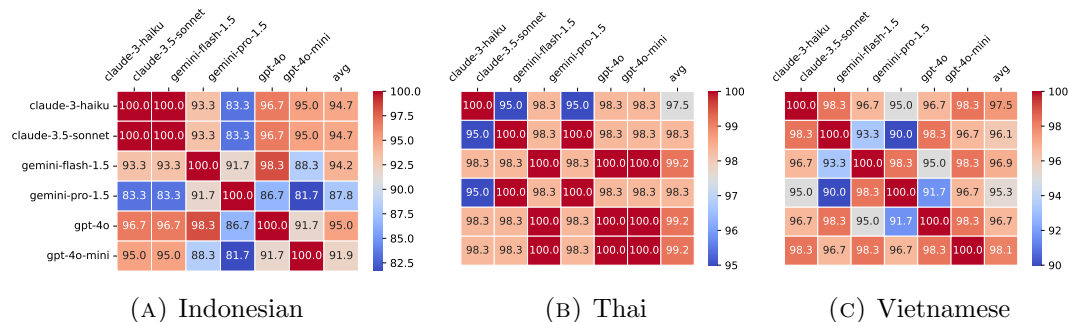 claude-3-haiku claude-3.5-sonnet gemini-flash-1.5 gemini-pro-1.5 gpt-4o gpt-4o-mini avg
claude-3-haiku 100.0 100.0 93.3 83.3 96.7 95.0 94.7
claude-3.5-sonnet 100.0 100.0 93.3 83.3 96.7 95.0 94.7
gemini-flash-1.5 93.3 93.3 100.0 91.7 98.3 88.3 94.2
gemini-pro-1.5 83.3 83.3 91.7 100.0 86.7 81.7 87.8
gpt-4o 96.7 96.7 98.3 86.7 100.0 91.7 95.0
gpt-4o-mini 95.0 95.0 88.3 81.7 91.7 100.0 91.9
100.0
97.5
95.0
92.5
90.0
87.5
85.0
82.5
(A) Indonesian
claude-3-haiku claude-3.5-sonnet gemini-flash-1.5 gemini-pro-1.5 gpt-4o gpt-4o-mini avg
100.0 95.0 98.3 95.0 98.3 98.3 97.5
95.0 100.0 98.3 100.0 98.3 98.3 98.3
98.3 98.3 100.0 98.3 100.0 100.0 99.2
95.0 100.0 98.3 100.0 98.3 98.3 98.3
98.3 98.3 100.0 98.3 100.0 100.0 99.2
98.3 98.3 100.0 98.3 100.0 100.0 99.2
100
99
98
97
96
95
(B) Thai
claude-3-haiku claude-3.5-sonnet gemini-flash-1.5 gemini-pro-1.5 gpt-4o gpt-4o-mini avg
100.0 98.3 96.7 95.0 96.7 98.3 97.5
98.3 100.0 93.3 90.0 98.3 96.7 96.1
96.7 93.3 100.0 98.3 95.0 98.3 96.9
95.0 90.0 98.3 100.0 91.7 96.7 95.3
96.7 98.3 95.0 91.7 100.0 98.3 96.7
98.3 96.7 98.3 96.7 98.3 100.0 98.1
100
98
96
94
92
90
(C) Vietnamese